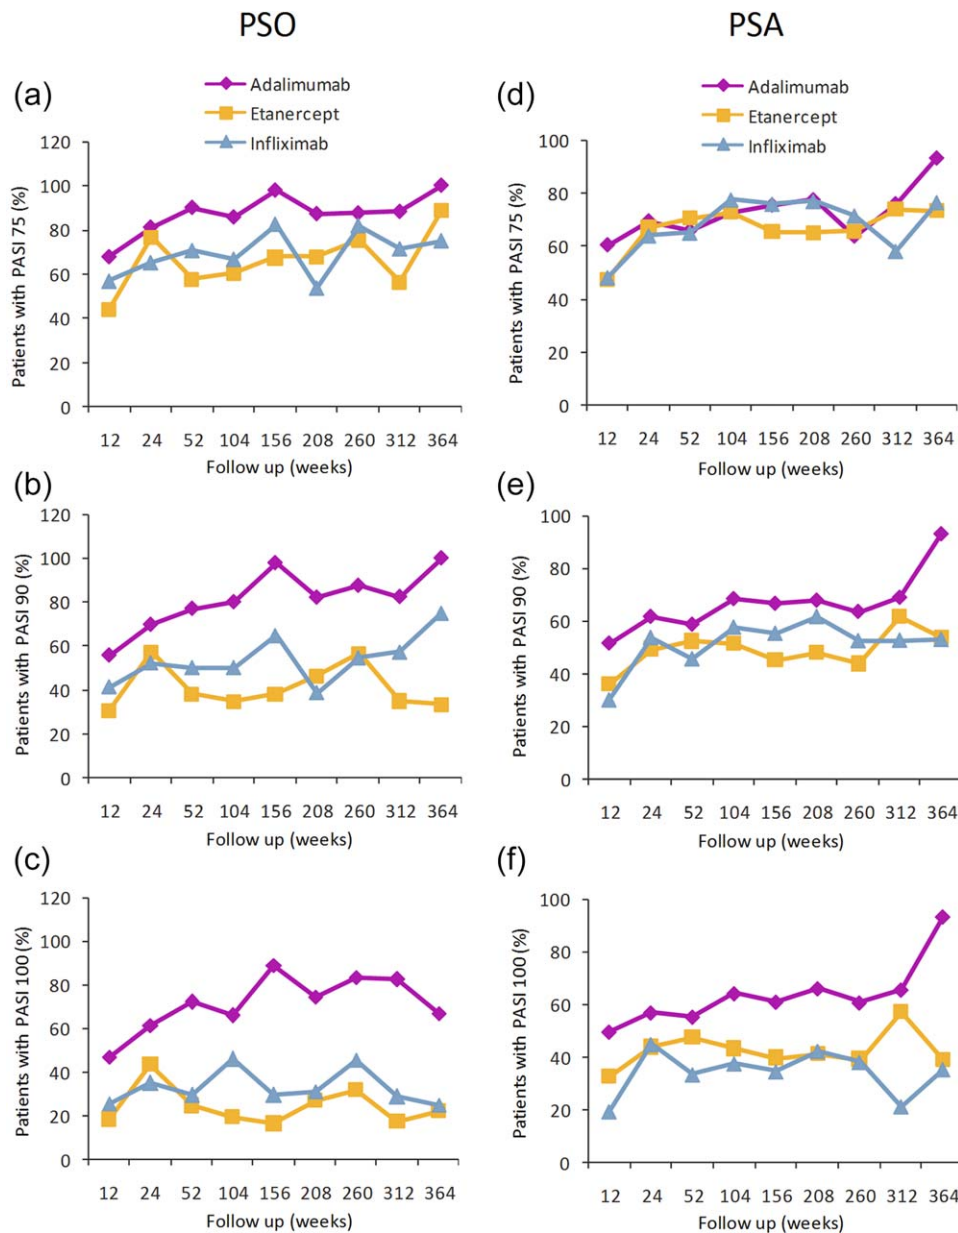 PSO
PSA
(a)
Adalimumab
Etanercept
Infliximab
Patients with PASI 75 (%)
120
100
80
60
40
20
0
12 24 52 104 156 208 260 312 364
Follow up (weeks)
(d)
Adalimumab
Etanercept
Infliximab
Patients with PASI 75 (%)
100
80
60
40
20
0
12 24 52 104 156 208 260 312 364
Follow up (weeks)
(b)
Patients with PASI 90 (%)
120
100
80
60
40
20
0
12 24 52 104 156 208 260 312 364
Follow up (weeks)
(e)
Patients with PASI 90 (%)
100
80
60
40
20
0
12 24 52 104 156 208 260 312 364
Follow up (weeks)
(c)
Patients with PASI 100 (%)
120
100
80
60
40
20
0
12 24 52 104 156 208 260 312 364
Follow up (weeks)
(f)
Patients with PASI 100 (%)
100
80
60
40
20
0
12 24 52 104 156 208 260 312 364
Follow up (weeks)